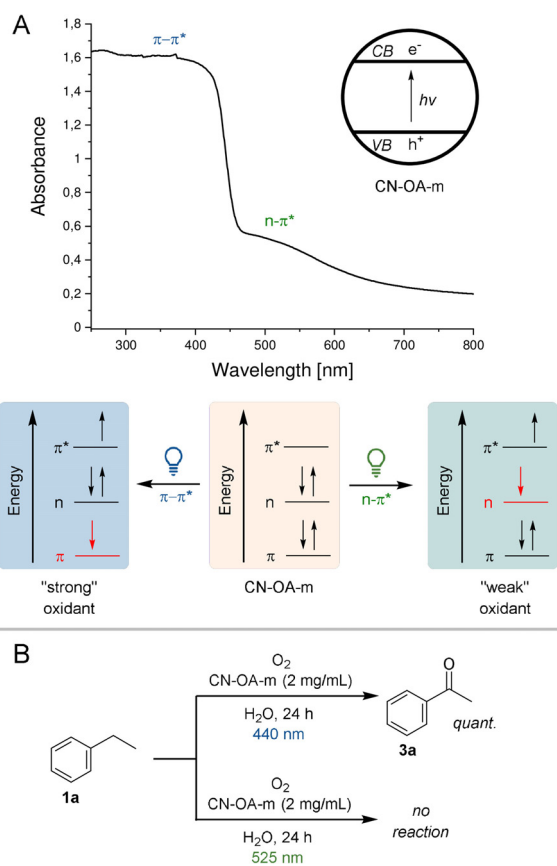 A
π–π*
n-π*
CB e⁻
hν
VB h⁺
CN-OA-m
Absorbance
1,8
1,6
1,4
1,2
1
0,8
0,6
0,4
0,2
0
300 400 500 600 700 800
Wavelength [nm]
Energy
π*
n
π
"strong"
oxidant
π–π*
Energy
π*
n
π
CN-OA-m
n-π*
Energy
π*
n
π
"weak"
oxidant
B
1a
O₂
CN-OA-m (2 mg/mL)
H₂O, 24 h
440 nm
O
3a
quant.
O₂
CN-OA-m (2 mg/mL)
H₂O, 24 h
525 nm
no
reaction